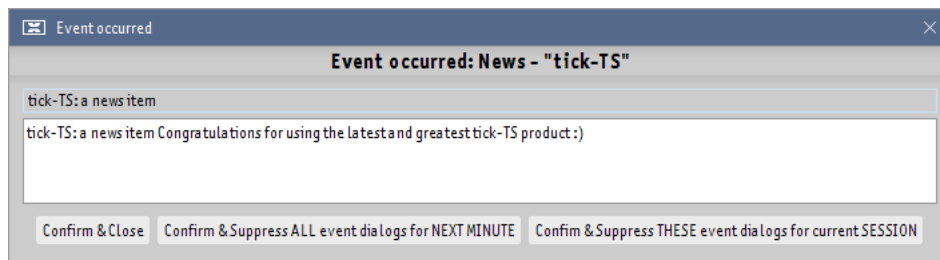 Event occurred
Event occurred: News - "tick-TS"
tick-TS: a news item
tick-TS: a news item Congratulations for using the latest and greatest tick-TS product :)
Confirm & Close
Confirm & Suppress ALL event dialogs for NEXT MINUTE
Confim & Suppress THESE event dialogs for current SESSION